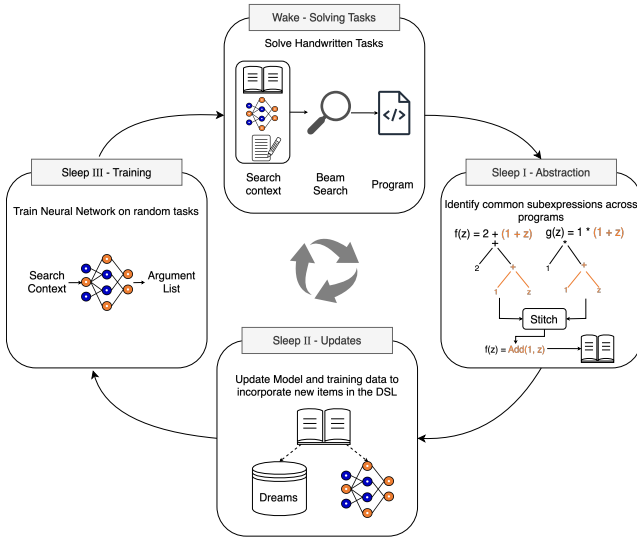 Wake - Solving Tasks
Solve Handwritten Tasks
</>
Search
context
Beam
Search
Program
Sleep I - Abstraction
Identify common subexpressions across
programs
f(z) = 2 + (1 + z)
g(z) = 1 * (1 + z)
+
*
2
+
1
+
1
z
1
z
Stitch
f(z) = Add(1, z)
Sleep II - Updates
Update Model and training data to
incorporate new items in the DSL
Dreams
Sleep III - Training
Train Neural Network on random tasks
Search
Context
Argument
List